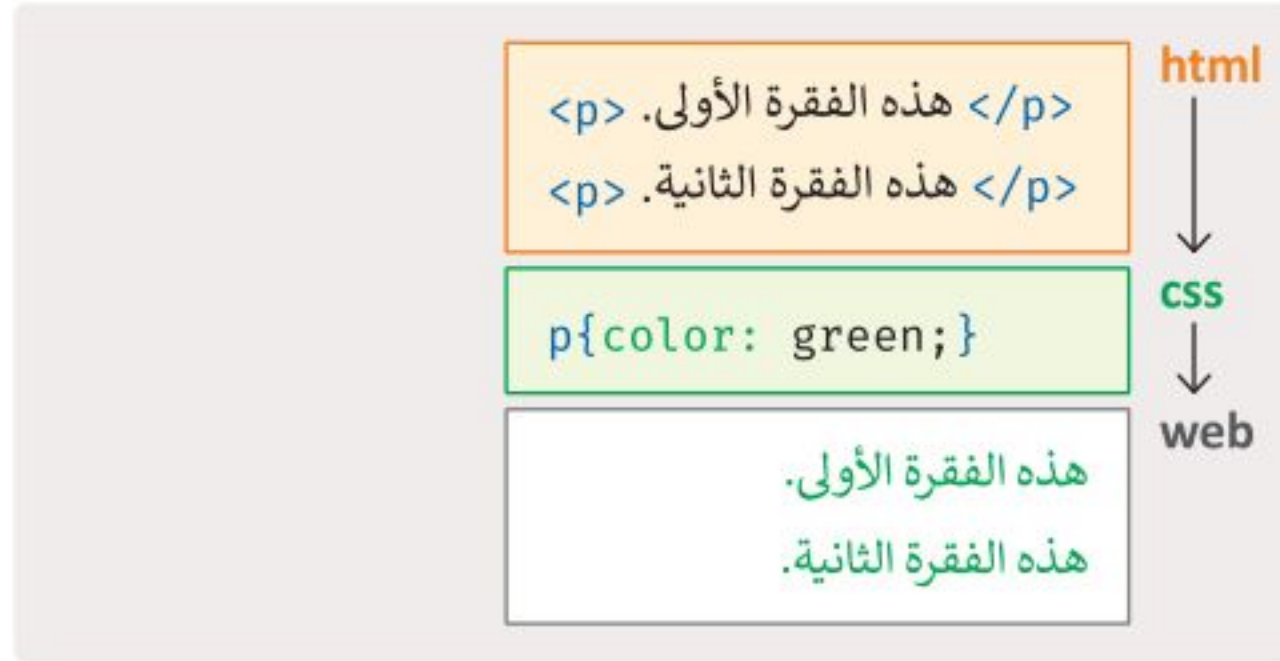 html
<p> هذه الفقرة الأولى. </p>
<p> هذه الفقرة الثانية. </p>
css
p{color: green;}
web
هذه الفقرة الأولى.
هذه الفقرة الثانية.